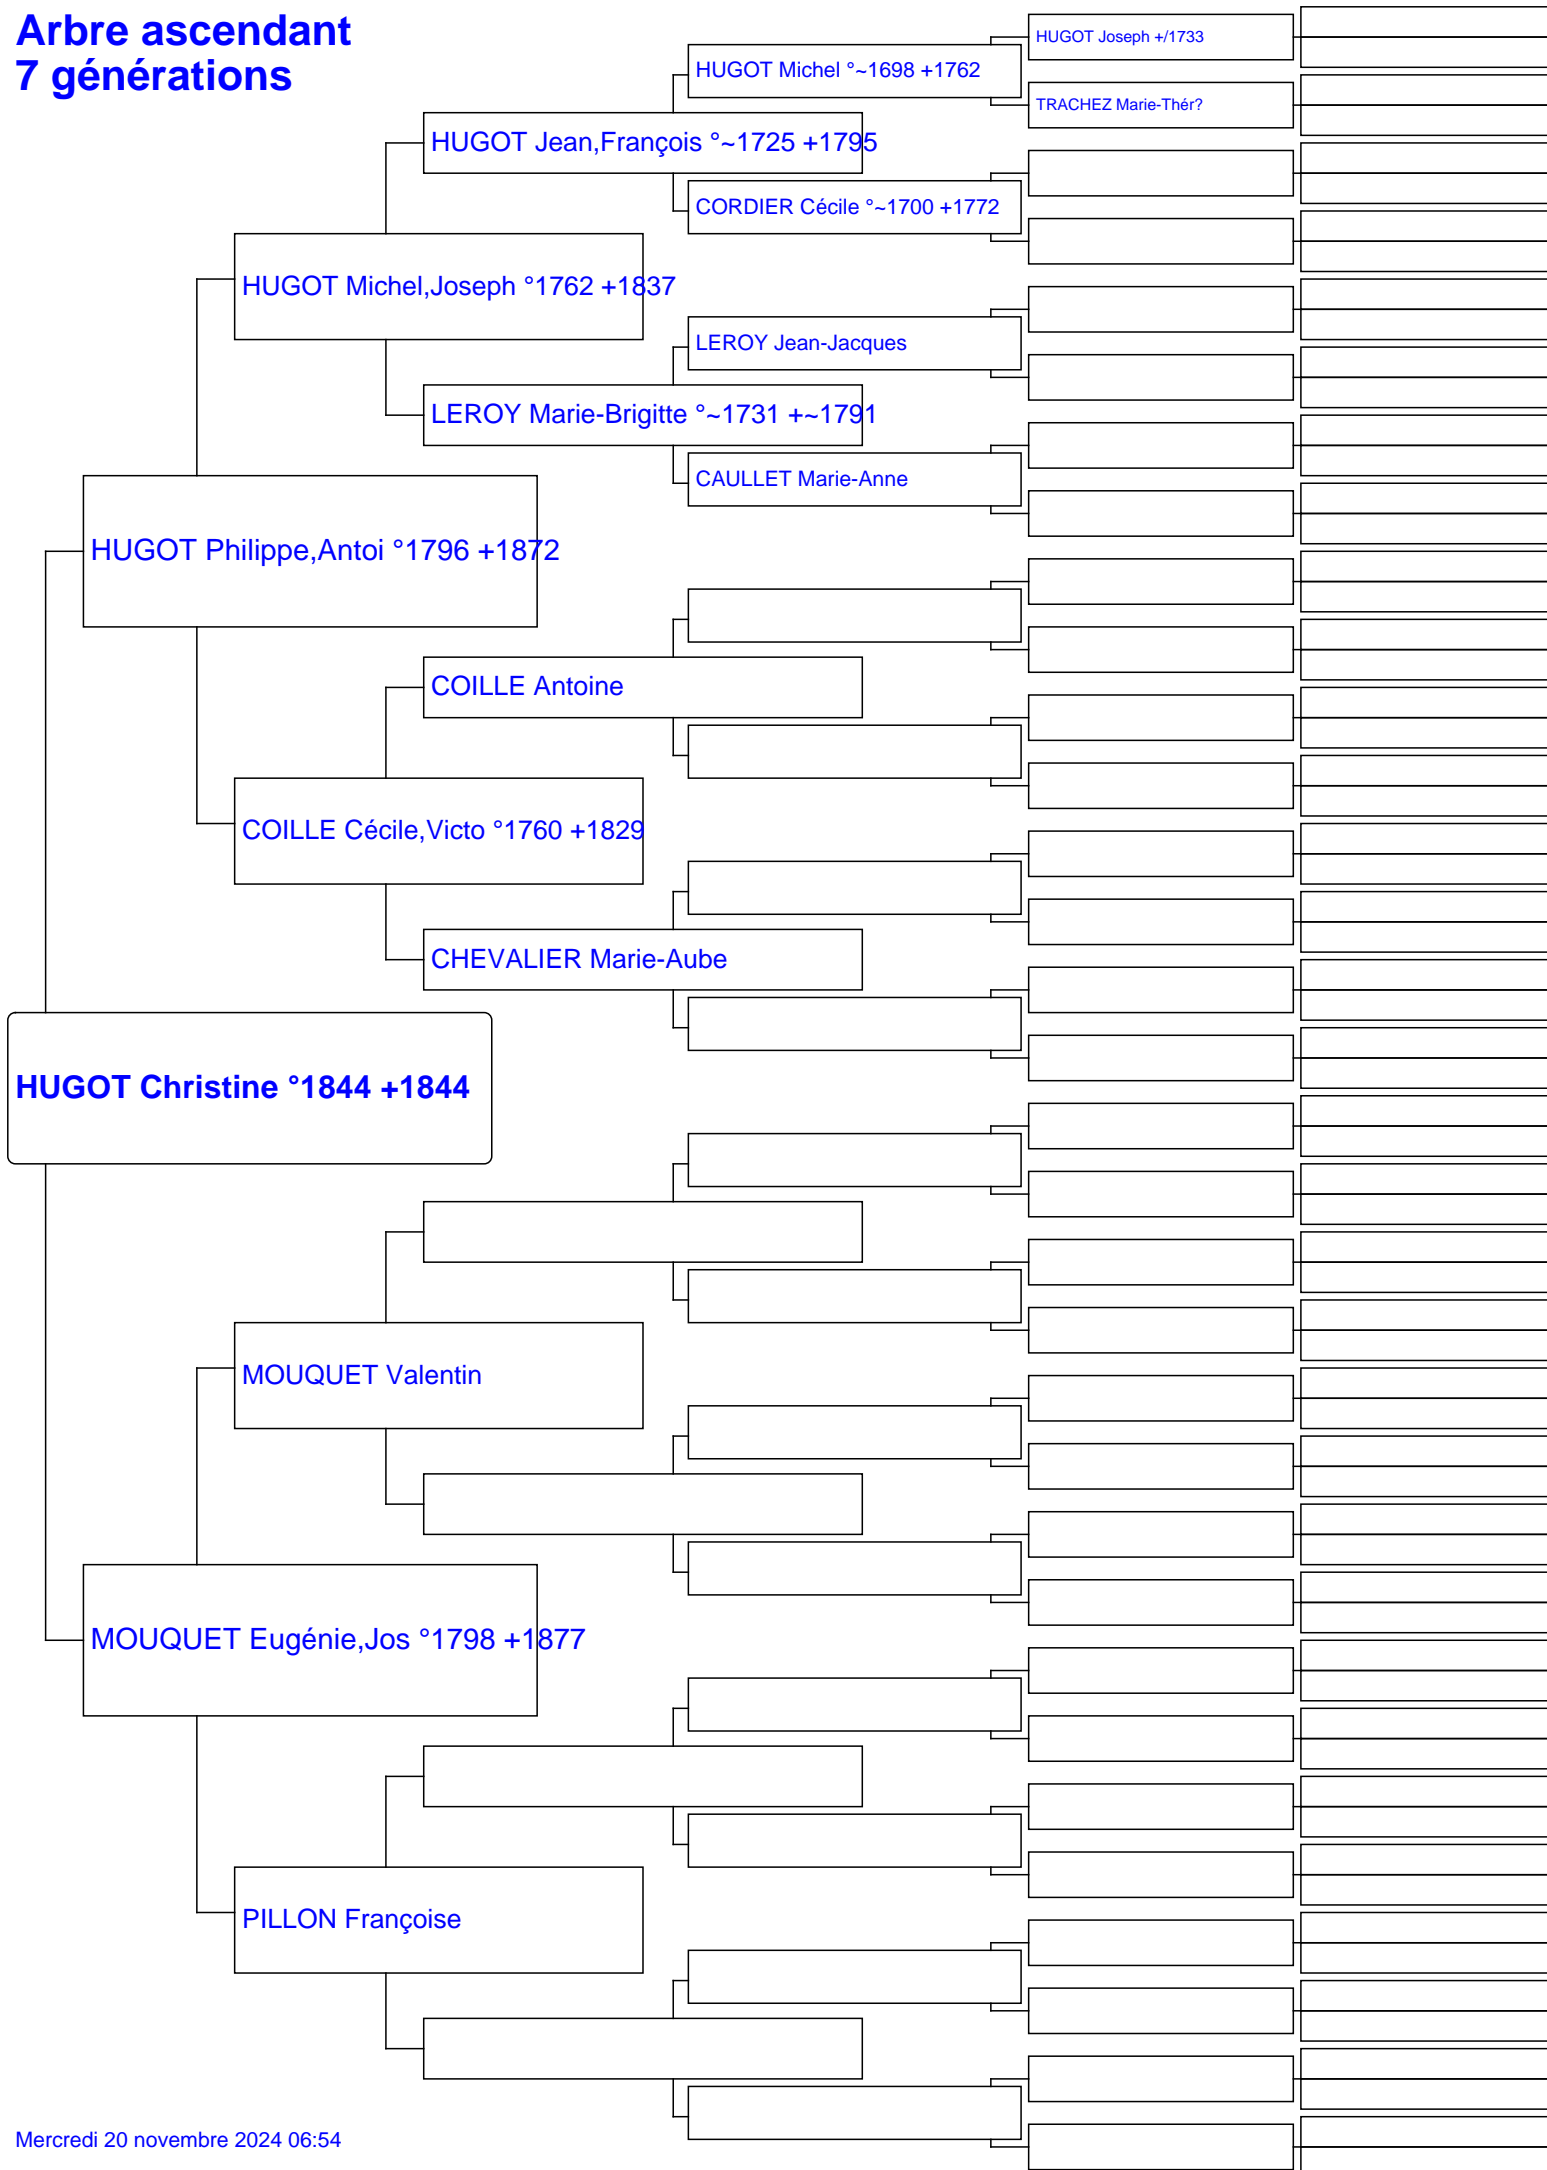 Arbre ascendant
7 générations
HUGOT Joseph +/1733
HUGOT Michel °~1698 +1762
TRACHEZ Marie-Thér?
HUGOT Jean,François °~1725 +1795
CORDIER Cécile °~1700 +1772
HUGOT Michel,Joseph °1762 +1837
LEROY Jean-Jacques
LEROY Marie-Brigitte °~1731 +~1791
CAULLET Marie-Anne
HUGOT Philippe,Antoi °1796 +1872
COILLE Antoine
COILLE Cécile,Victo °1760 +1829
CHEVALIER Marie-Aube
HUGOT Christine °1844 +1844
MOUQUET Valentin
MOUQUET Eugénie,Jos °1798 +1877
PILLON Françoise
Mercredi 20 novembre 2024 06:54